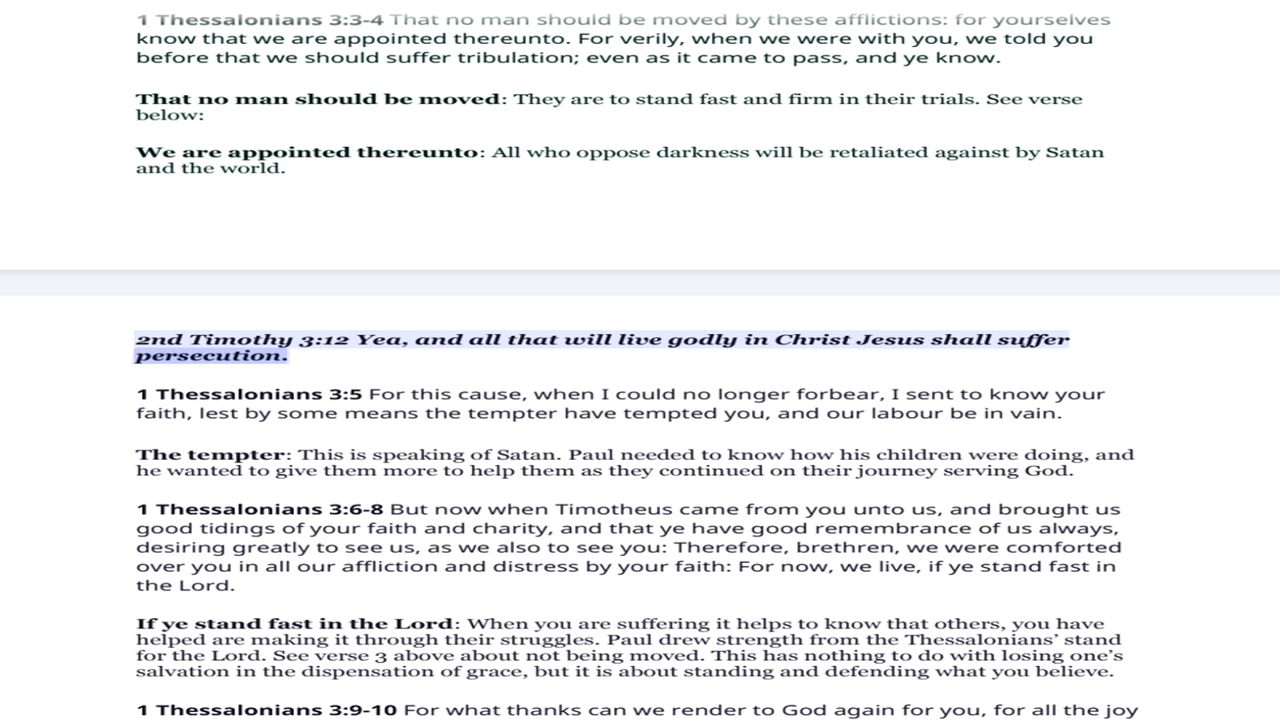 1 Thessalonians 3:3-4 That no man should be moved by these afflictions: for yourselves
know that we are appointed thereunto. For verily, when we were with you, we told you
before that we should suffer tribulation; even as it came to pass, and ye know.
That no man should be moved: They are to stand fast and firm in their trials. See verse
below:
We are appointed thereunto: All who oppose darkness will be retaliated against by Satan
and the world.
2nd Timothy 3:12 Yea, and all that will live godly in Christ Jesus shall suffer
persecution.
1 Thessalonians 3:5 For this cause, when I could no longer forbear, I sent to know your
faith, lest by some means the tempter have tempted you, and our labour be in vain.
The tempter: This is speaking of Satan. Paul needed to know how his children were doing, and
he wanted to give them more to help them as they continued on their journey serving God.
1 Thessalonians 3:6-8 But now when Timotheus came from you unto us, and brought us
good tidings of your faith and charity, and that ye have good remembrance of us always,
desiring greatly to see us, as we also to see you: Therefore, brethren, we were comforted
over you in all our affliction and distress by your faith: For now, we live, if ye stand fast in
the Lord.
If ye stand fast in the Lord: When you are suffering it helps to know that others, you have
helped are making it through their struggles. Paul drew strength from the Thessalonians’ stand
for the Lord. See verse 3 above about not being moved. This has nothing to do with losing one’s
salvation in the dispensation of grace, but it is about standing and defending what you believe.
1 Thessalonians 3:9-10 For what thanks can we render to God again for you, for all the joy